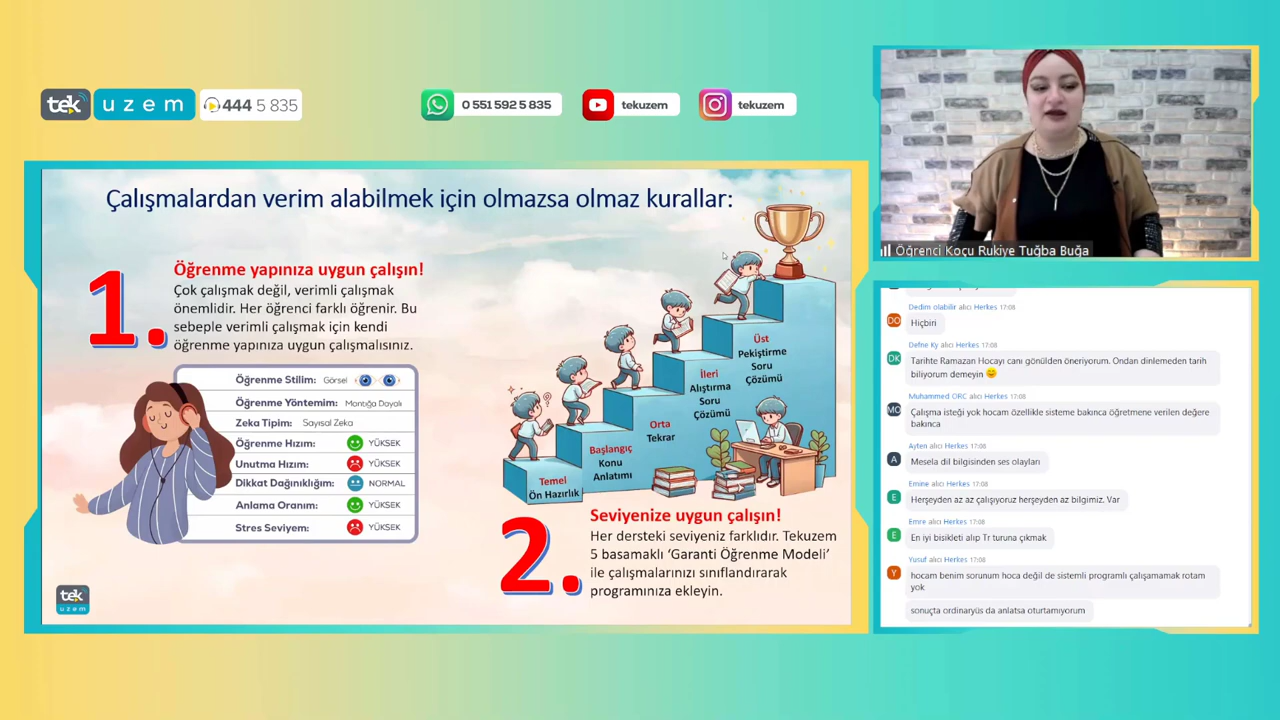 tek uzem 444 5 835
0 551 592 5 835
tekuzem
tekuzem
Çalışmalardan verim alabilmek için olmazsa olmaz kurallar:
1.
Öğrenme yapınıza uygun çalışın!
Çok çalışmak değil, verimli çalışmak
önemlidir. Her öğrenci farklı öğrenir. Bu
sebeple verimli çalışmak için kendi
öğrenme yapınıza uygun çalışmalısınız.
Öğrenme Stilim: Görsel
Öğrenme Yöntemim: Mantığa Dayalı
Zeka Tipim: Sayısal Zeka
Öğrenme Hızım: YÜKSEK
Unutma Hızım: YÜKSEK
Dikkat Dağınıklığım: NORMAL
Anlama Oranım: YÜKSEK
Stres Seviyem: YÜKSEK
Temel
Ön Hazırlık
Başlangıç
Konu
Anlatımı
Orta
Tekrar
İleri
Alıştırma
Soru
Çözümü
Üst
Pekiştirme
Soru
Çözümü
2.
Seviyenize uygun çalışın!
Her dersteki seviyeniz farklıdır. Tekuzem
5 basamaklı ‘Garanti Öğrenme Modeli’
ile çalışmalarınızı sınıflandırarak
programınıza ekleyin.
tek
uzem
Öğrenci Koçu Rukiye Tuğba Buğa
Dedim olabilir alıcı Herkes 17:08
DO
Hiçbiri
Defne Ky alıcı Herkes 17:08
DK
Tarihte Ramazan Hocayı canı gönülden öneriyorum. Ondan dinlemeden tarih
biliyorum demeyin
Muhammed ORC alıcı Herkes 17:08
MO
Çalışma isteği yok hocam özellikle sisteme bakınca öğretmene verilen değere
bakınca
Ayten alıcı Herkes 17:08
A
Mesela dil bilgisinden ses olayları
Emine alıcı Herkes 17:08
E
Herşeyden az az çalışıyoruz herşeyden az bilgimiz. Var
Emre alıcı Herkes 17:08
E
En iyi bisikleti alıp Tr turuna çıkmak
Yusuf alıcı Herkes 17:08
Y
hocam benim sorunum hoca değil de sistemli programlı çalışamamak rotam
yok
sonuçta ordinaryüs da anlatsa oturtamıyorum